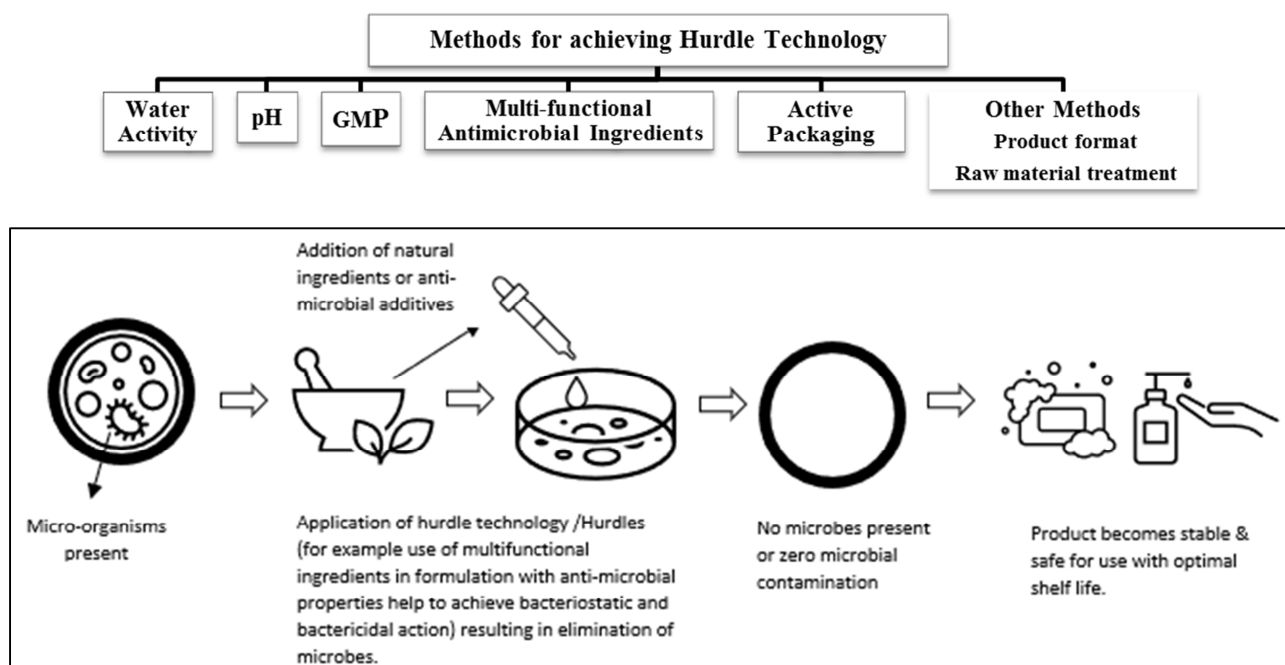 Methods for achieving Hurdle Technology
Water
Activity
pH
GMP
Multi-functional
Antimicrobial Ingredients
Active
Packaging
Other Methods
Product format
Raw material treatment
Addition of natural
ingredients or anti-
microbial additives
Micro-organisms
present
Application of hurdle technology /Hurdles
(for example use of multifunctional
ingredients in formulation with anti-microbial
properties help to achieve bacteriostatic and
bactericidal action) resulting in elimination of
microbes.
No microbes present
or zero microbial
contamination
Product becomes stable &
safe for use with optimal
shelf life.